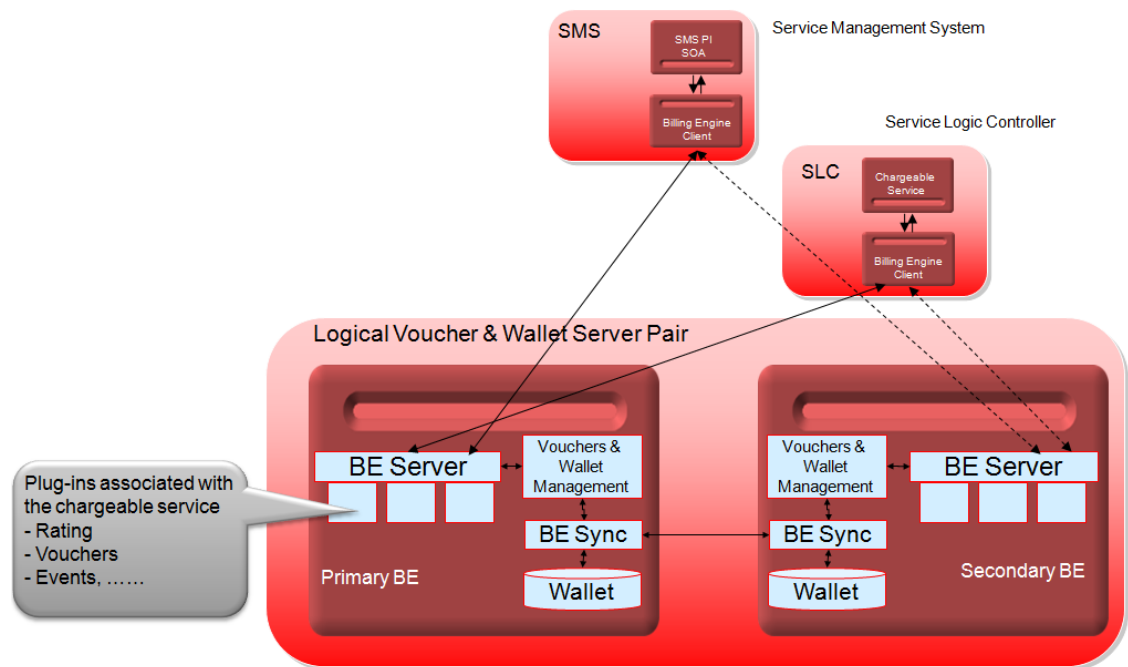 SMS
SMS PI
SOA
Billing Engine
Client
Service Management System
Service Logic Controller
SLC
Chargeable
Service
Billing Engine
Client
Logical Voucher & Wallet Server Pair
BE Server
Vouchers &
Wallet
Management
BE Sync
Wallet
Primary BE
Vouchers &
Wallet
Management
BE Server
BE Sync
Wallet
Secondary BE
Plug-ins associated with
the chargeable service
- Rating
- Vouchers
- Events, ......